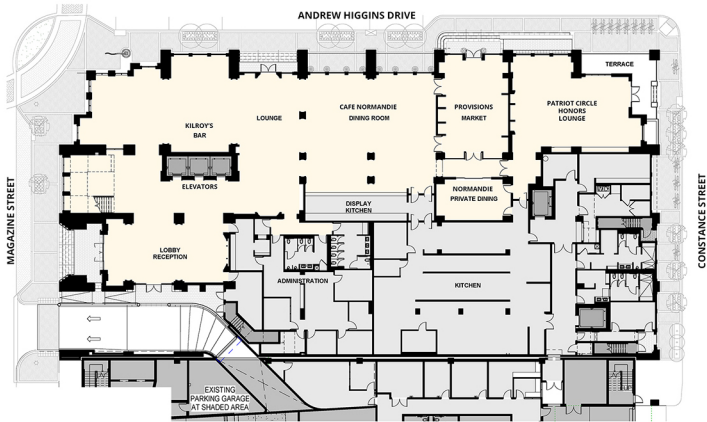 ANDREW HIGGINS DRIVE
TERRACE
KILROY'S
BAR
LOUNGE
CAFE NORMANDIE
DINING ROOM
PROVISIONS
MARKET
PATRIOT CIRCLE
HONORS
LOUNGE
ELEVATORS
DISPLAY
KITCHEN
NORMANDIE
PRIVATE DINING
MAGAZINE STREET
CONSTANCE STREET
LOBBY
RECEPTION
ADMINISTRATION
KITCHEN
EXISTING
PARKING GARAGE
AT SHADED AREA